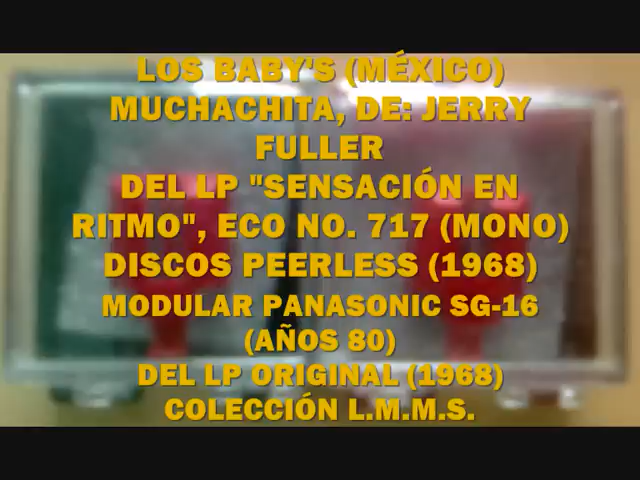 LOS BABY'S (MÉXICO)
MUCHACHITA, DE: JERRY
FULLER
DEL LP "SENSACIÓN EN
RITMO", ECO NO. 717 (MONO)
DISCOS PEERLESS (1968)
MODULAR PANASONIC SG-16
(AÑOS 80)
DEL LP ORIGINAL (1968)
COLECCIÓN L.M.M.S.